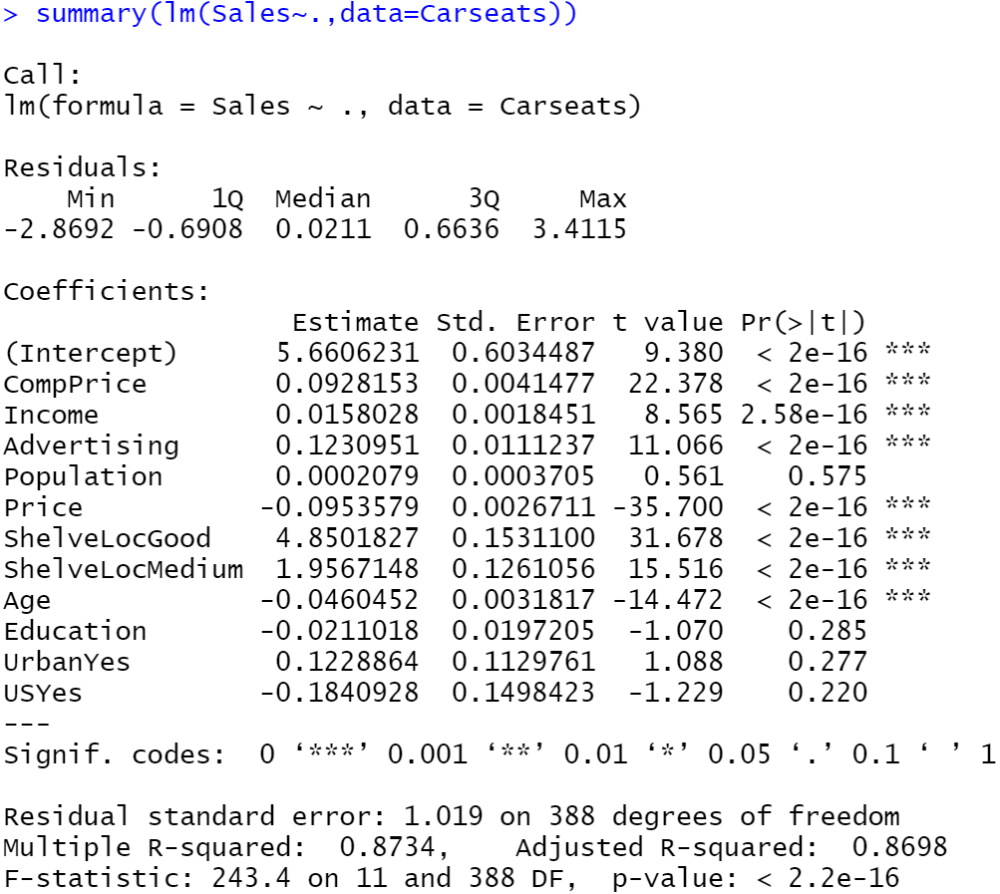 > summary(lm(Sales~.,data=Carseats))
Call:
lm(formula = Sales ~ ., data = Carseats)
Residuals:
    Min      1Q  Median      3Q     Max
-2.8692 -0.6908  0.0211  0.6636  3.4115
Coefficients:
                  Estimate Std. Error t value Pr(>|t|)
(Intercept)      5.6606231  0.6034487   9.380  < 2e-16 ***
CompPrice        0.0928153  0.0041477  22.378  < 2e-16 ***
Income           0.0158028  0.0018451   8.565 2.58e-16 ***
Advertising      0.1230951  0.0111237  11.066  < 2e-16 ***
Population       0.0002079  0.0003705   0.561    0.575
Price           -0.0953579  0.0026711 -35.700  < 2e-16 ***
ShelveLocGood    4.8501827  0.1531100  31.678  < 2e-16 ***
ShelveLocMedium  1.9567148  0.1261056  15.516  < 2e-16 ***
Age             -0.0460452  0.0031817 -14.472  < 2e-16 ***
Education       -0.0211018  0.0197205  -1.070    0.285
UrbanYes         0.1228864  0.1129761   1.088    0.277
USYes           -0.1840928  0.1498423  -1.229    0.220
---
Signif. codes:  0 ‘***’ 0.001 ‘**’ 0.01 ‘*’ 0.05 ‘.’ 0.1 ‘ ’ 1
Residual standard error: 1.019 on 388 degrees of freedom
Multiple R-squared:  0.8734,    Adjusted R-squared:  0.8698
F-statistic: 243.4 on 11 and 388 DF,  p-value: < 2.2e-16